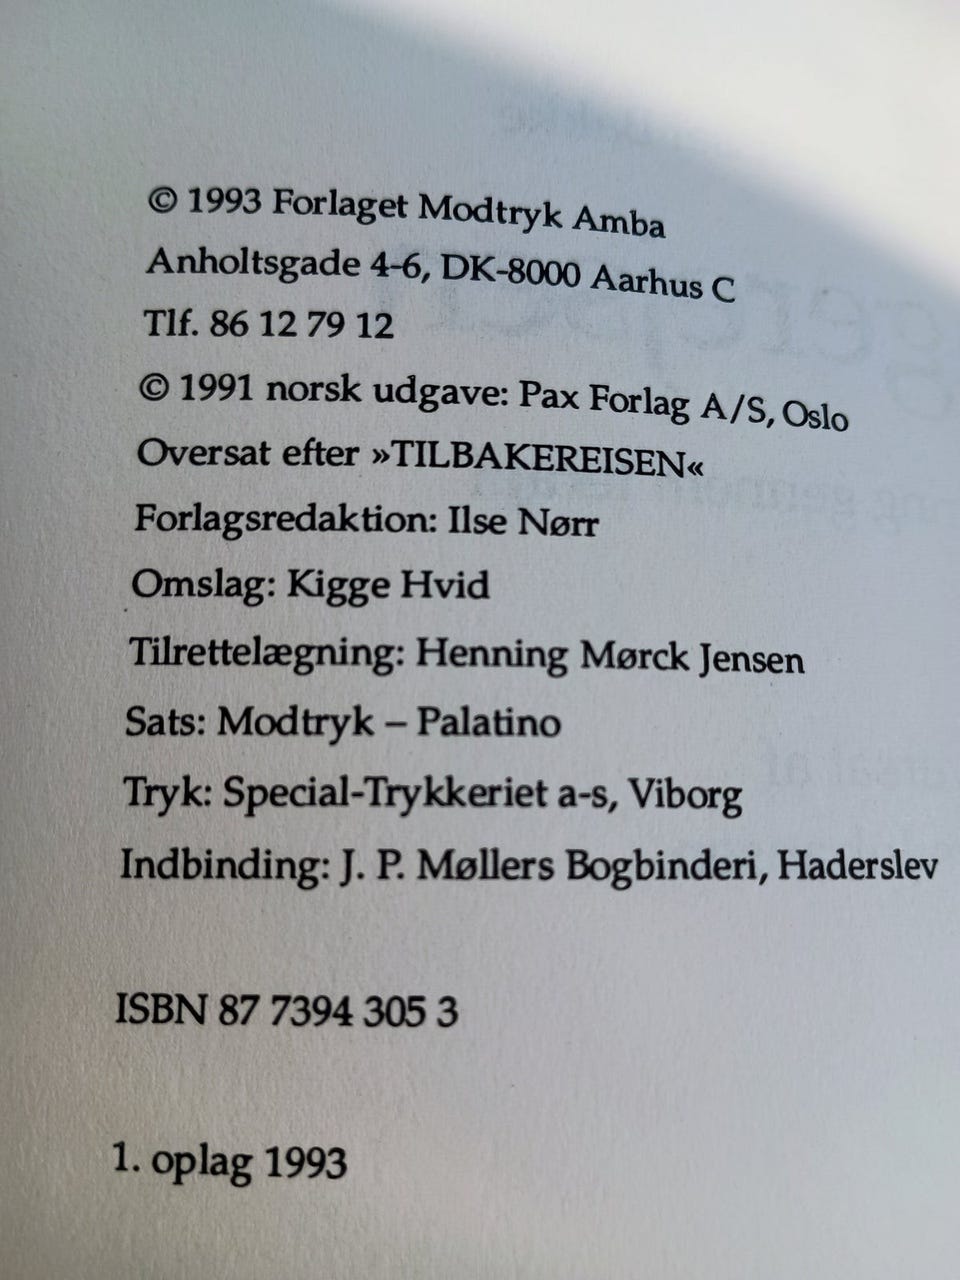 © 1993 Forlaget Modtryk Amba
Anholtsgade 4-6, DK-8000 Aarhus C
Tlf. 86 12 79 12
© 1991 norsk udgave: Pax Forlag A/S, Oslo
Oversat efter »TILBAKEREISEN«
Forlagsredaktion: Ilse Nørr
Omslag: Kigge Hvid
Tilrettelægning: Henning Mørck Jensen
Sats: Modtryk – Palatino
Tryk: Special-Trykkeriet a-s, Viborg
Indbinding: J. P. Møllers Bogbinderi, Haderslev
ISBN 87 7394 305 3
1. oplag 1993